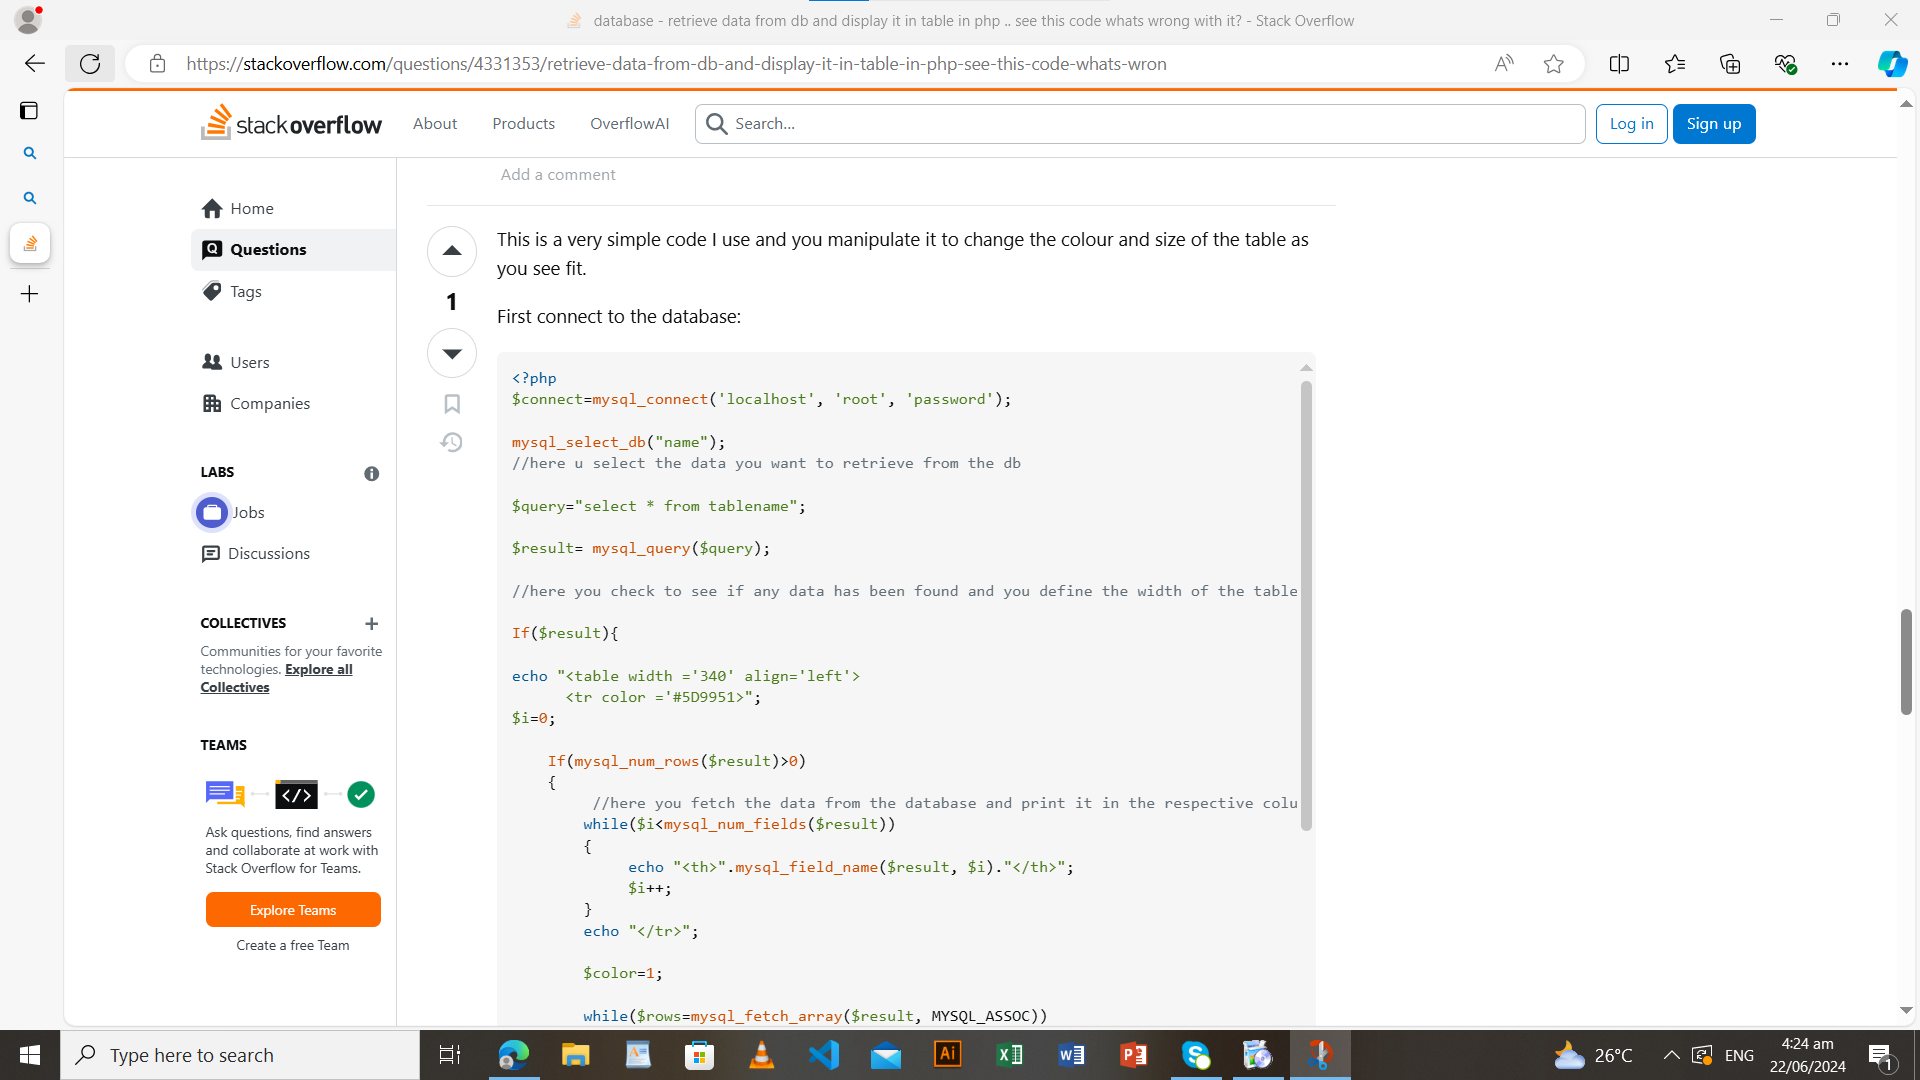 database - retrieve data from db and display it in table in php .. see this code whats wrong with it? - Stack Overflow
https://stackoverflow.com/questions/4331353/retrieve-data-from-db-and-display-it-in-table-in-php-see-this-code-whats-wron
stackoverflow
About
Products
OverflowAI
Search...
Log in
Sign up
Home
Questions
Tags
Users
Companies
LABS
Jobs
Discussions
COLLECTIVES
Communities for your favorite
technologies. Explore all
Collectives
TEAMS
Ask questions, find answers
and collaborate at work with
Stack Overflow for Teams.
Explore Teams
Create a free Team
Add a comment
1
This is a very simple code I use and you manipulate it to change the colour and size of the table as
you see fit.
First connect to the database:
<?php
$connect=mysql_connect('localhost', 'root', 'password');
mysql_select_db("name");
//here u select the data you want to retrieve from the db
$query="select * from tablename";
$result= mysql_query($query);
//here you check to see if any data has been found and you define the width of the table
If($result){
echo "<table width ='340' align='left'>
<tr color ='#5D9951>";
$i=0;
If(mysql_num_rows($result)>0)
{
//here you fetch the data from the database and print it in the respective colu
while($i<mysql_num_fields($result))
{
echo "<th>".mysql_field_name($result, $i)."</th>";
$i++;
}
echo "</tr>";
$color=1;
while($rows=mysql_fetch_array($result, MYSQL_ASSOC))
Type here to search
26°C
ENG
4:24 am
22/06/2024
1